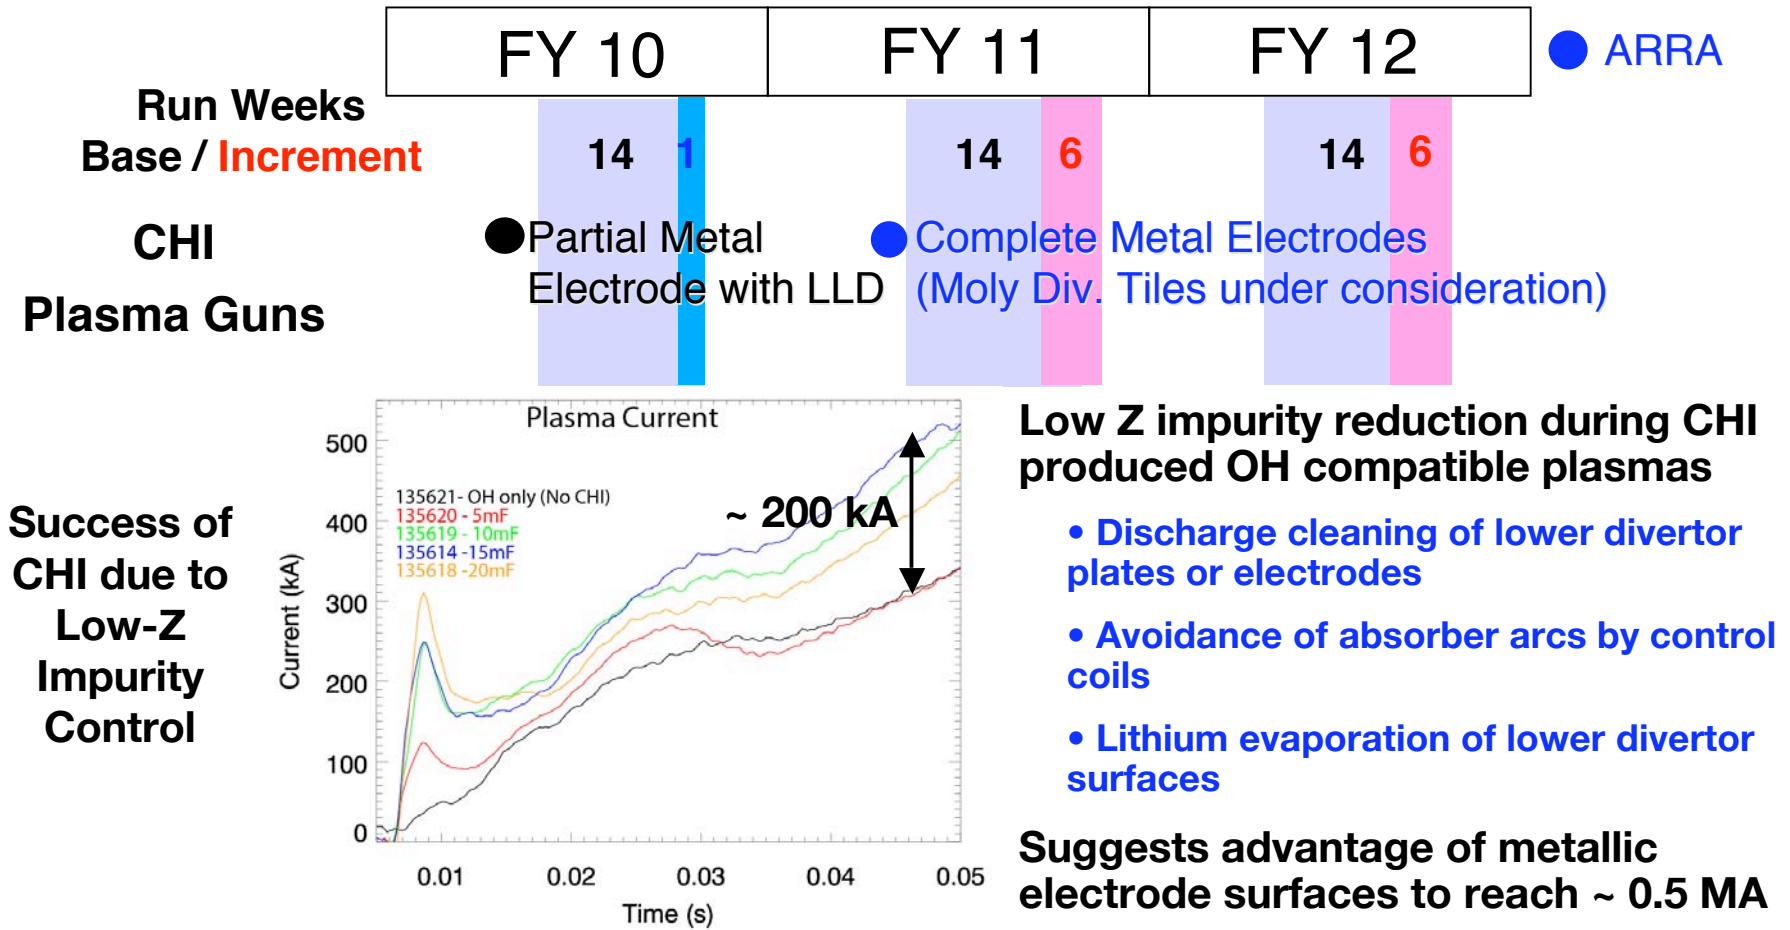 FY 10
FY 11
FY 12
ARRA
Run Weeks
Base / Increment
14
1
14
6
14
6
CHI
Plasma Guns
Partial Metal
Electrode with LLD
Complete Metal Electrodes
(Moly Div. Tiles under consideration)
Success of
CHI due to
Low-Z
Impurity
Control
Plasma Current
135621- OH only (No CHI)
135620 - 5mF
135619 - 10mF
135614 -15mF
135618 -20mF
~ 200 kA
Current (kA)
500
400
300
200
100
0
0.01
0.02
0.03
0.04
0.05
Time (s)
Low Z impurity reduction during CHI
produced OH compatible plasmas
• Discharge cleaning of lower divertor
plates or electrodes
• Avoidance of absorber arcs by control
coils
• Lithium evaporation of lower divertor
surfaces
Suggests advantage of metallic
electrode surfaces to reach ~ 0.5 MA